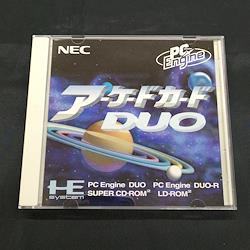 NEC
PC Engine
アーケードカード
DUO
HE system
PC Engine DUO PC Engine DUO-R
SUPER CD-ROM² LD-ROM²